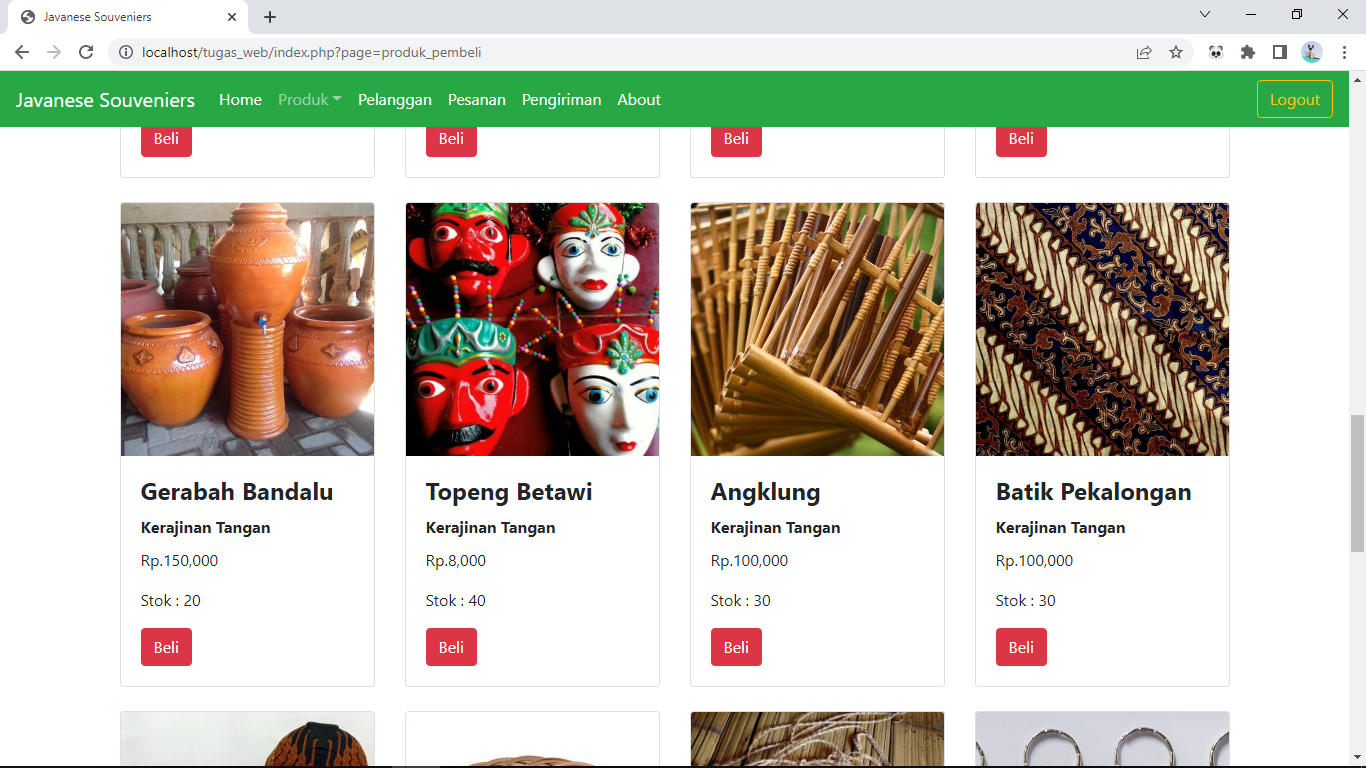 Javanese Souveniers
localhost/tugas_web/index.php?page=produk_pembeli
Javanese Souveniers Home Produk Pelanggan Pesanan Pengiriman About Logout
Beli Beli Beli Beli
Gerabah Bandalu
Kerajinan Tangan
Rp.150,000
Stok : 20
Beli
Topeng Betawi
Kerajinan Tangan
Rp.8,000
Stok : 40
Beli
Angklung
Kerajinan Tangan
Rp.100,000
Stok : 30
Beli
Batik Pekalongan
Kerajinan Tangan
Rp.100,000
Stok : 30
Beli